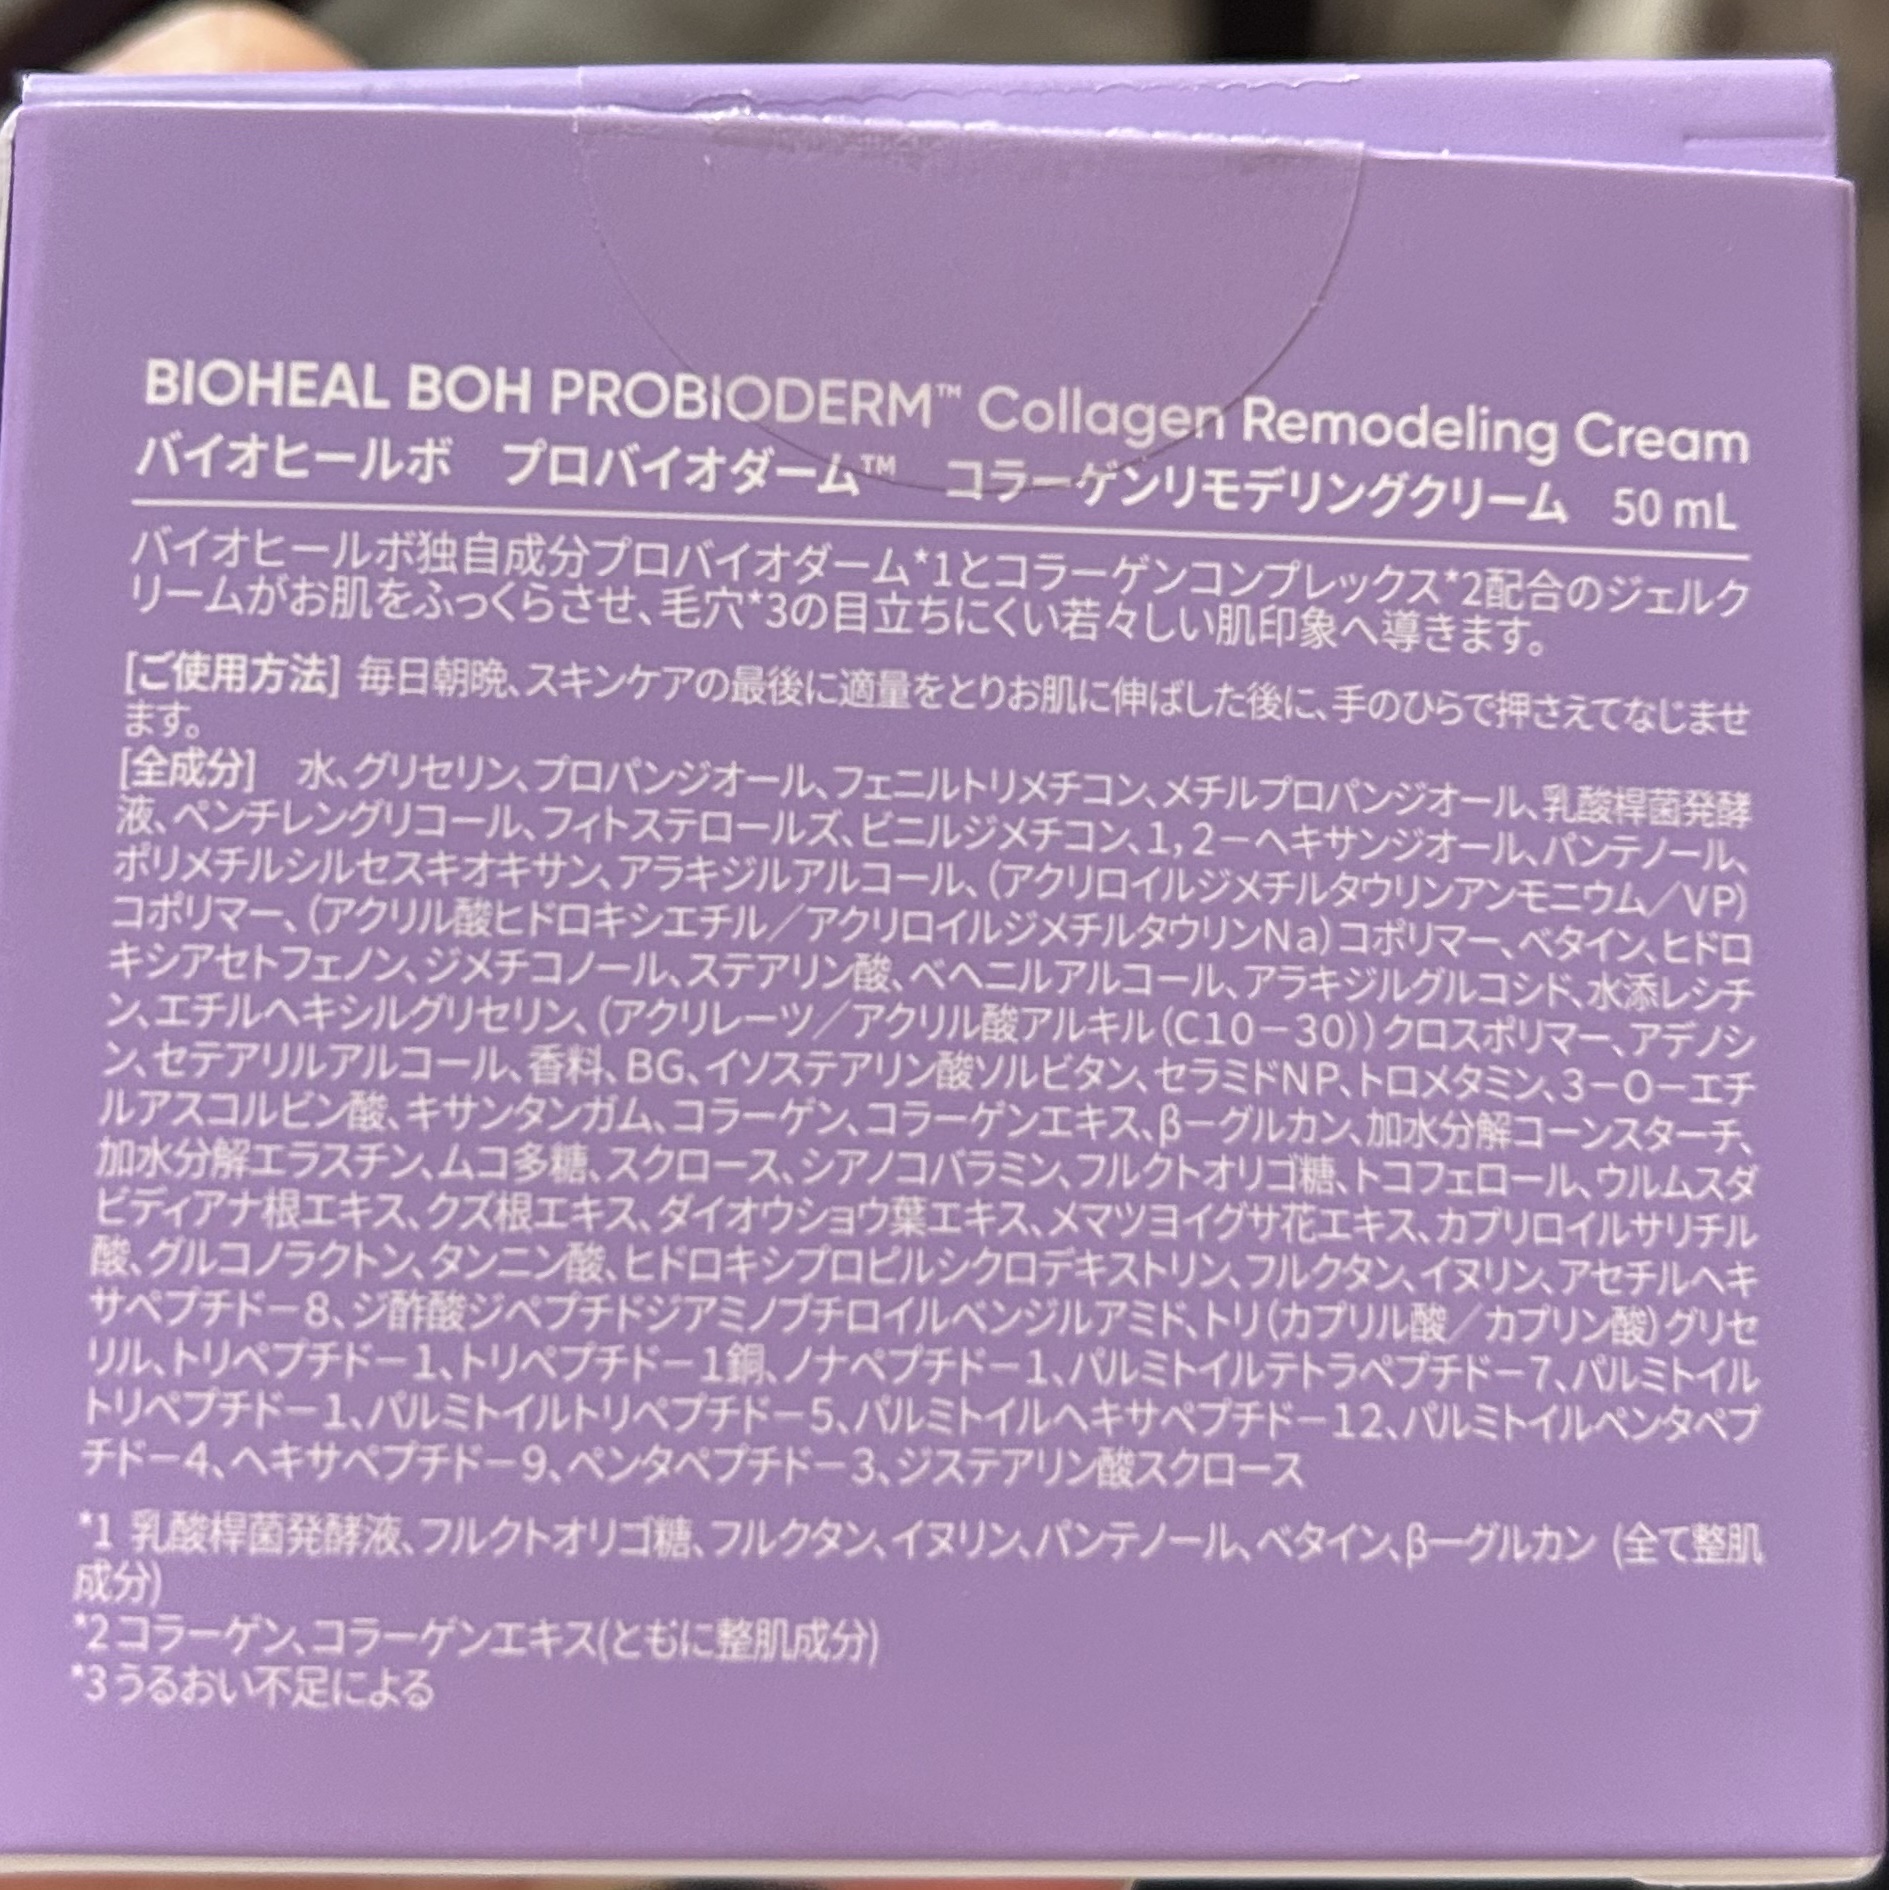 BIOHEAL BOH PROBIODERM™ Collagen Remodeling Cream
バイオヒールボ　プロバイオダーム™　コラーゲンリモデリングクリーム　50 mL
バイオヒールボ独自成分プロバイオダーム*1とコラーゲンコンプレックス*2配合のジェルク
リームがお肌をふっくらさせ、毛穴*3の目立ちにくい若々しい肌印象へ導きます。
[ご使用方法] 毎日朝晩、スキンケアの最後に適量をとりお肌に伸ばした後に、手のひらで押さえてなじませ
ます。
[全成分]　水、グリセリン、プロパンジオール、フェニルトリメチコン、メチルプロパンジオール、乳酸桿菌発酵
液、ペンチレングリコール、フィトステロールズ、ビニルジメチコン、1，2－ヘキサンジオール、パンテノール、
ポリメチルシルセスキオキサン、アラキジルアルコール、（アクリロイルジメチルタウリンアンモニウム／VP）
コポリマー、（アクリル酸ヒドロキシエチル／アクリロイルジメチルタウリンNa）コポリマー、ベタイン、ヒドロ
キシアセトフェノン、ジメチコノール、ステアリン酸、ベヘニルアルコール、アラキジルグルコシド、水添レシチ
ン、エチルヘキシルグリセリン、（アクリレーツ／アクリル酸アルキル（C10－30））クロスポリマー、アデノシ
ン、セテアリルアルコール、香料、BG、イソステアリン酸ソルビタン、セラミドNP、トロメタミン、3－O－エチ
ルアスコルビン酸、キサンタンガム、コラーゲン、コラーゲンエキス、β－グルカン、加水分解コーンスターチ、
加水分解エラスチン、ムコ多糖、スクロース、シアノコバラミン、フルクトオリゴ糖、トコフェロール、ウルムスダ
ビディアナ根エキス、クズ根エキス、ダイオウショウ葉エキス、メマツヨイグサ花エキス、カプリロイルサリチル
酸、グルコノラクトン、タンニン酸、ヒドロキシプロピルシクロデキストリン、フルクタン、イヌリン、アセチルヘキ
サペプチド－8、ジ酢酸ジペプチドジアミノブチロイルベンジルアミド、トリ（カプリル酸／カプリン酸）グリセ
リル、トリペプチド－1、トリペプチド－1銅、ノナペプチド－1、パルミトイルテトラペプチド－7、パルミトイル
トリペプチド－1、パルミトイルトリペプチド－5、パルミトイルヘキサペプチド－12、パルミトイルペンタペプ
チド－4、ヘキサペプチド－9、ペンタペプチド－3、ジステアリン酸スクロース
*1 乳酸桿菌発酵液、フルクトオリゴ糖、フルクタン、イヌリン、パンテノール、ベタイン、βーグルカン (全て整肌
成分)
*2コラーゲン、コラーゲンエキス(ともに整肌成分)
*3うるおい不足による